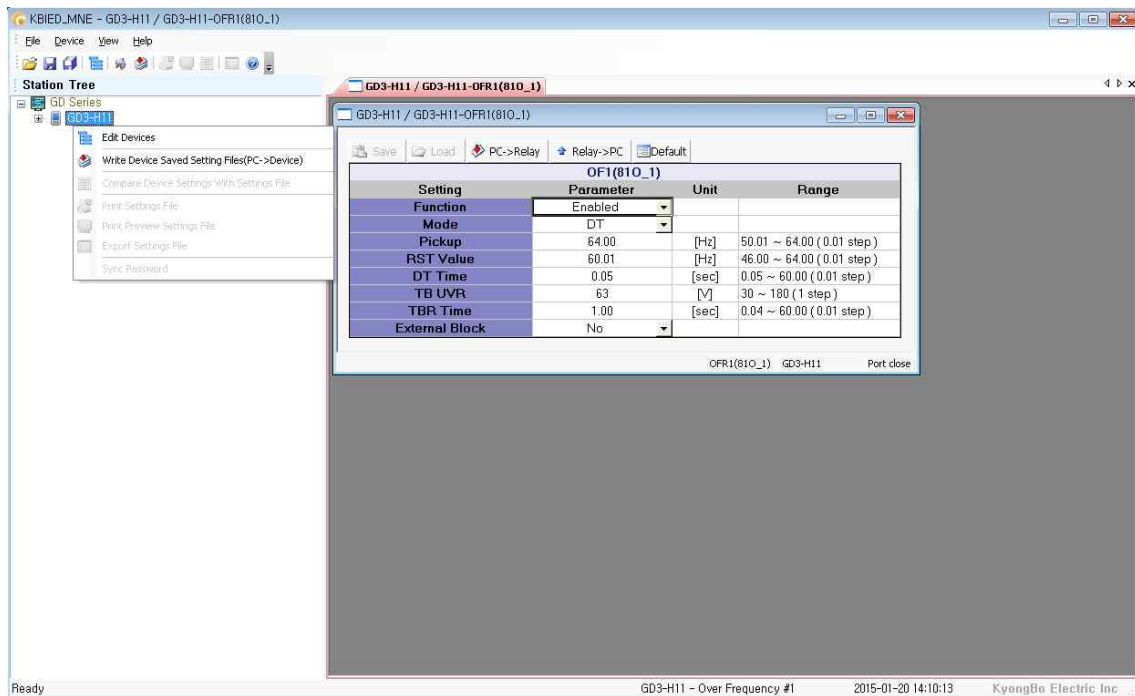 KBIED_MNE - GD3-H11 / GD3-H11-OFR1(81O_1)
File Device View Help
Station Tree
GD Series
GD3-H11
Edit Devices
Write Device Saved Setting Files(PC->Device)
Compare Device Settings With Settings File
Print Settings File
Print Preview Settings File
Export Settings File
Sync Password
GD3-H11 / GD3-H11-OFR1(81O_1)
GD3-H11 / GD3-H11-OFR1(81O_1)
Save Load PC->Relay Relay->PC Default
OF1(81O_1)
Setting Parameter Unit Range
Function Enabled
Mode DT
Pickup 64.00 [Hz] 50.01 ~ 64.00 ( 0.01 step )
RST Value 60.01 [Hz] 46.00 ~ 64.00 ( 0.01 step )
DT Time 0.05 [sec] 0.05 ~ 60.00 ( 0.01 step )
TB UVR 63 [V] 30 ~ 180 ( 1 step )
TBR Time 1.00 [sec] 0.04 ~ 60.00 ( 0.01 step )
External Block No
OFR1(81O_1) GD3-H11 Port close
Ready GD3-H11 - Over Frequency #1 2015-01-20 14:10:13 KyongBo Electric Inc